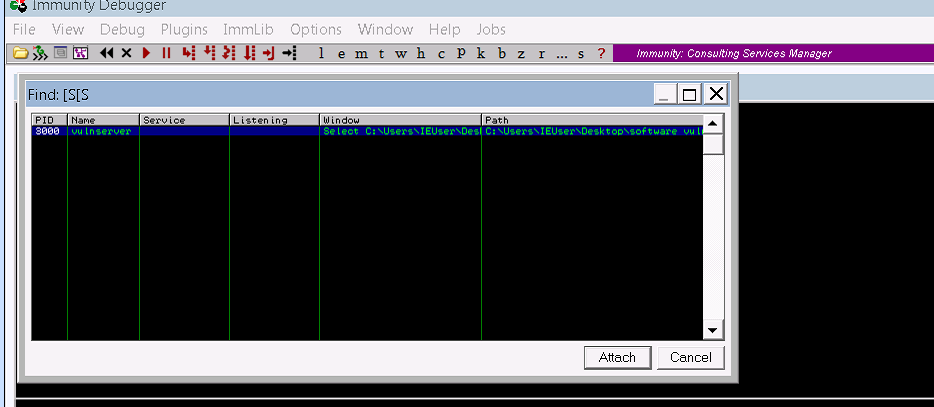 Immunity Debugger
File View Debug Plugins ImmLib Options Window Help Jobs
l e m t w h c P k b z r ... s ? Immunity: Consulting Services Manager
Find: [S[S
PID Name Service Listening Window Path
3000 vulnserver Select C:\Users\IEUser\Desk C:\Users\IEUser\Desktop\software vuln
Attach Cancel